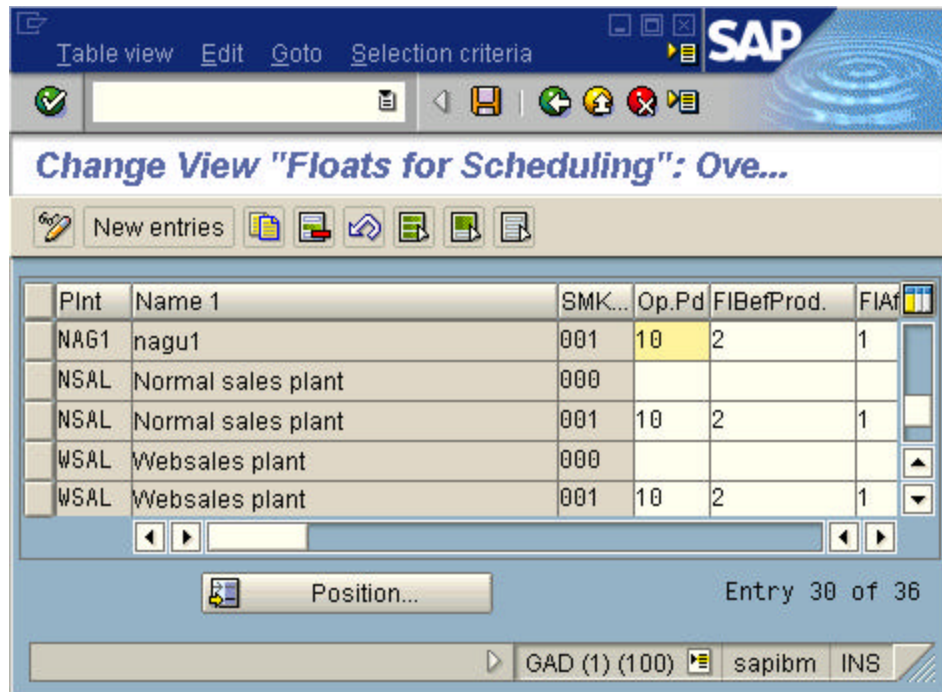 Table view Edit Goto Selection criteria
SAP
Change View "Floats for Scheduling": Ove...
New entries
Plnt Name 1 SMK... Op.Pd FlBefProd. FlAf
NAG1 nagu1 001 10 2 1
NSAL Normal sales plant 000
NSAL Normal sales plant 001 10 2 1
WSAL Websales plant 000
WSAL Websales plant 001 10 2 1
Position... Entry 30 of 36
GAD (1) (100) sapibm INS